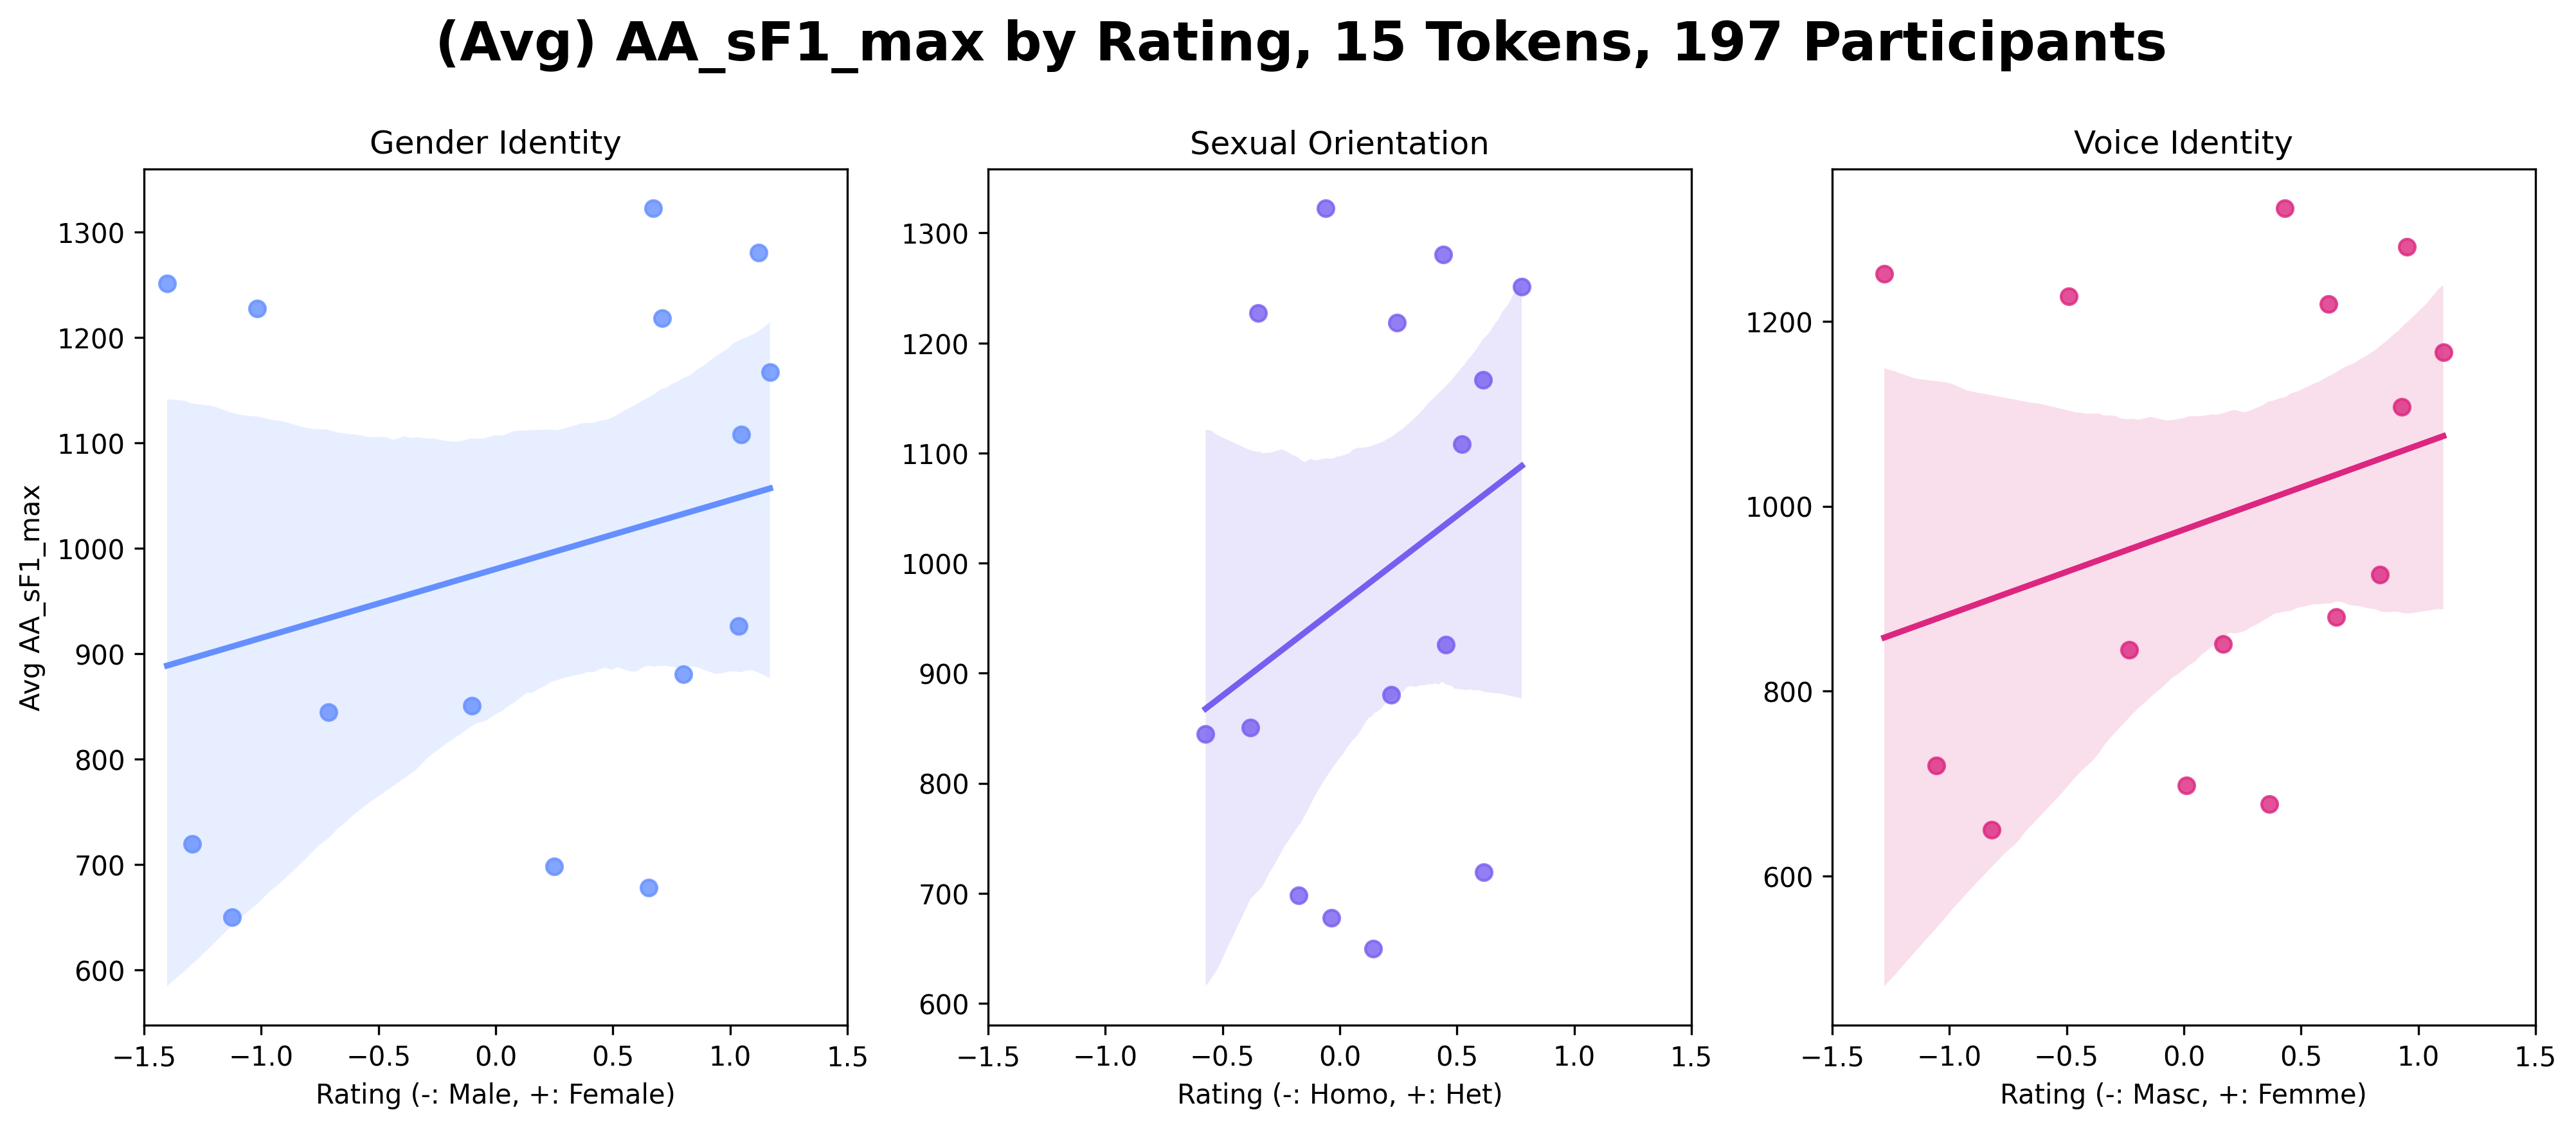 (Avg) AA_sF1_max by Rating, 15 Tokens, 197 Participants
Gender Identity
Sexual Orientation
Voice Identity
Avg AA_sF1_max
1300
1200
1100
1000
900
800
700
600
−1.5 −1.0 −0.5 0.0 0.5 1.0 1.5
Rating (-: Male, +: Female)
1300
1200
1100
1000
900
800
700
600
−1.5 −1.0 −0.5 0.0 0.5 1.0 1.5
Rating (-: Homo, +: Het)
1200
1000
800
600
−1.5 −1.0 −0.5 0.0 0.5 1.0 1.5
Rating (-: Masc, +: Femme)